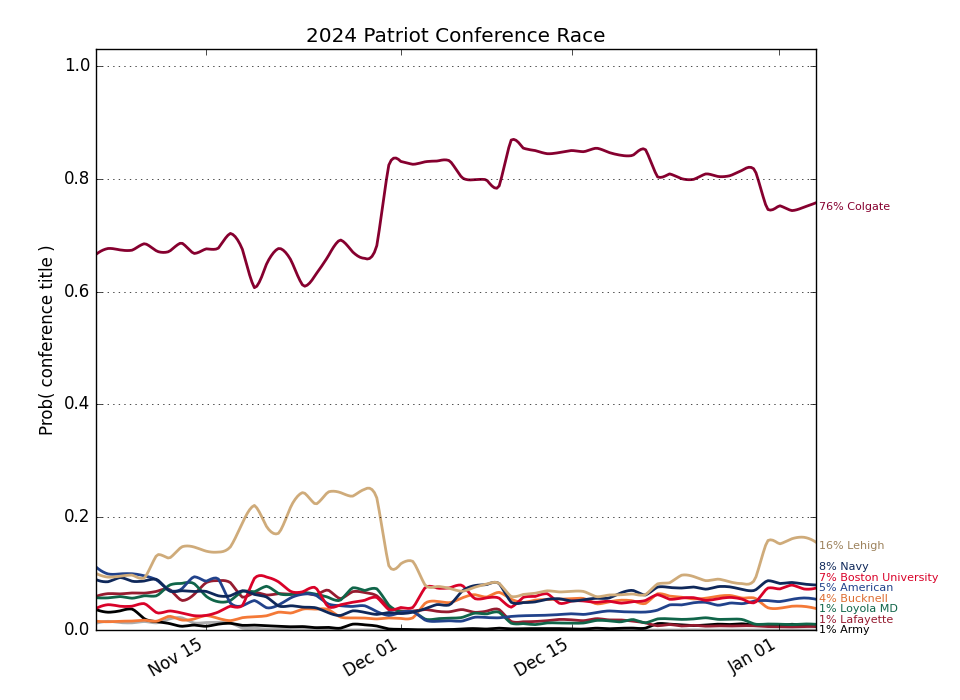 2024 Patriot Conference Race
Prob( conference title )
1.0
0.8
0.6
0.4
0.2
0.0
76% Colgate
16% Lehigh
8% Navy
7% Boston University
5% American
4% Bucknell
1% Loyola MD
1% Lafayette
1% Army
Nov 15
Dec 01
Dec 15
Jan 01